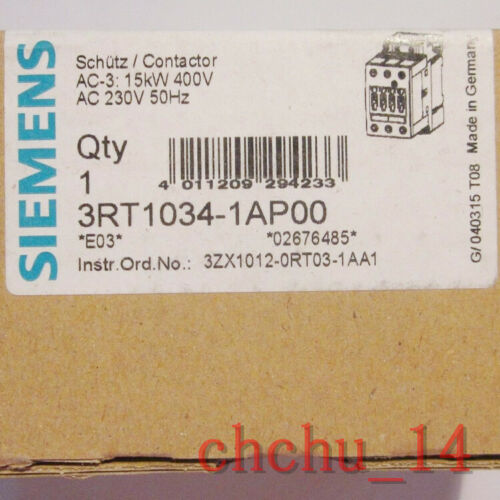 SIEMENS
Schütz / Contactor
AC-3: 15kW 400V
AC 230V 50Hz
Qty
1
4 011209 294233
3RT1034-1AP00
*E03* *02676485*
Instr.Ord.No.: 3ZX1012-0RT03-1AA1
G/ 040315 T08 Made in Germany
chchu_14